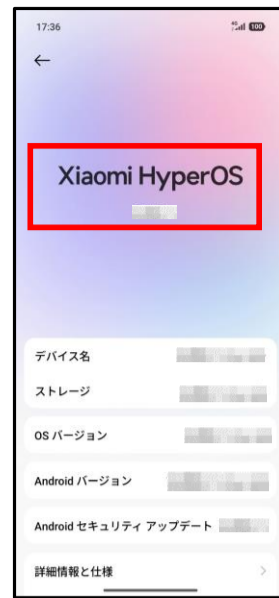 17:36
4G
100
Xiaomi HyperOS
デバイス名
ストレージ
OS バージョン
Android バージョン
Android セキュリティ アップデート
詳細情報と仕様